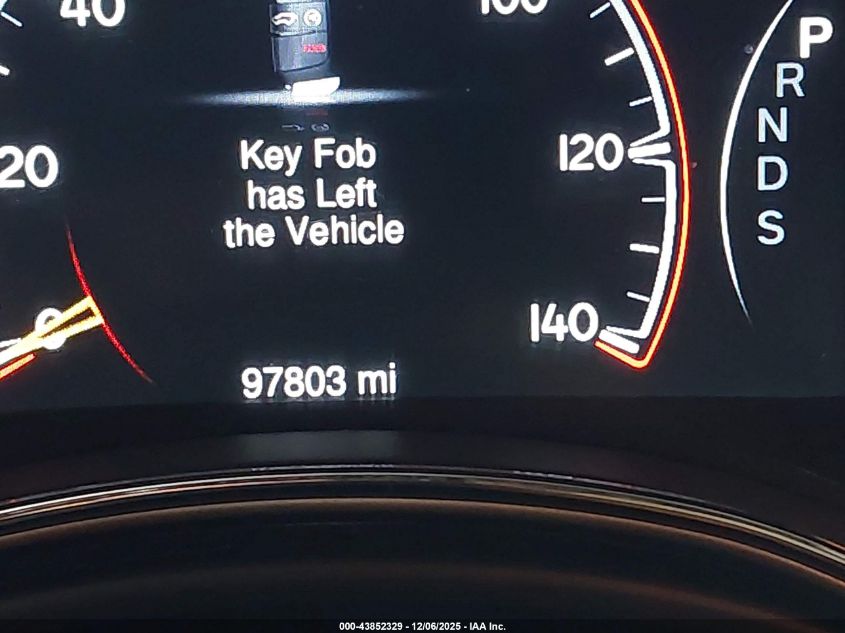 40
100
P
R
20
Key Fob
120
N
has Left
D
the Vehicle
S
0
140
97803 mi
000-43852329 - 12/06/2025 - IAA Inc.